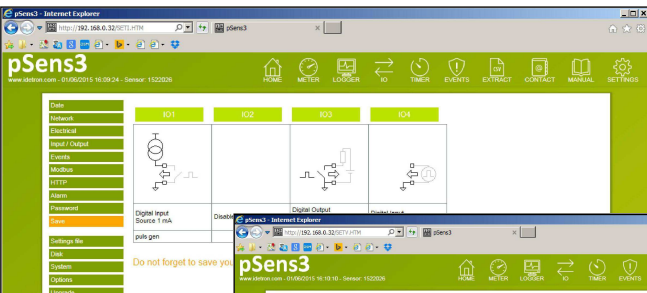 pSens3 - Internet Explorer
http://192.168.0.32/SETI.HTM
pSens3
pSens3
www.idetron.com - 01/06/2015 16:09:24 - Sensor: 1522026
HOME METER LOGGER IO TIMER EVENTS EXTRACT CONTACT MANUAL SETTINGS
Date
Network
Electrical
Input / Output
Events
Modbus
HTTP
Alarm
Password
Save
Settings file
Disk
System
Options
Upgrade
IO1 IO2 IO3 IO4
Digital Input
Source 1 mA
Digital Output
Digital Input
puls gen
Do not forget to save you
pSens3 - Internet Explorer
http://192.168.0.32/SETV.HTM
pSens3
pSens3
www.idetron.com - 01/06/2015 16:10:10 - Sensor: 1522026
HOME METER LOGGER IO TIMER EVENTS